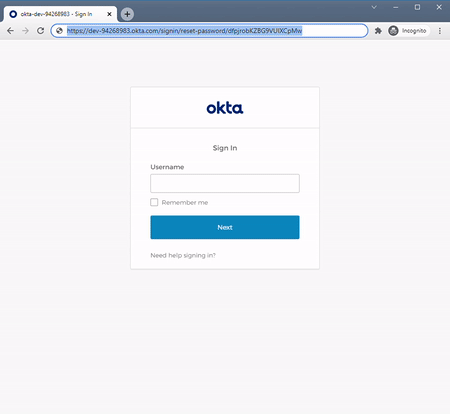 okta-dev-94268983 - Sign In
https://dev-94268983.okta.com/signin/reset-password/dfpjrobKZBG9VUlXCpMw
Incognito
okta
Sign In
Username
Remember me
Next
Need help signing in?